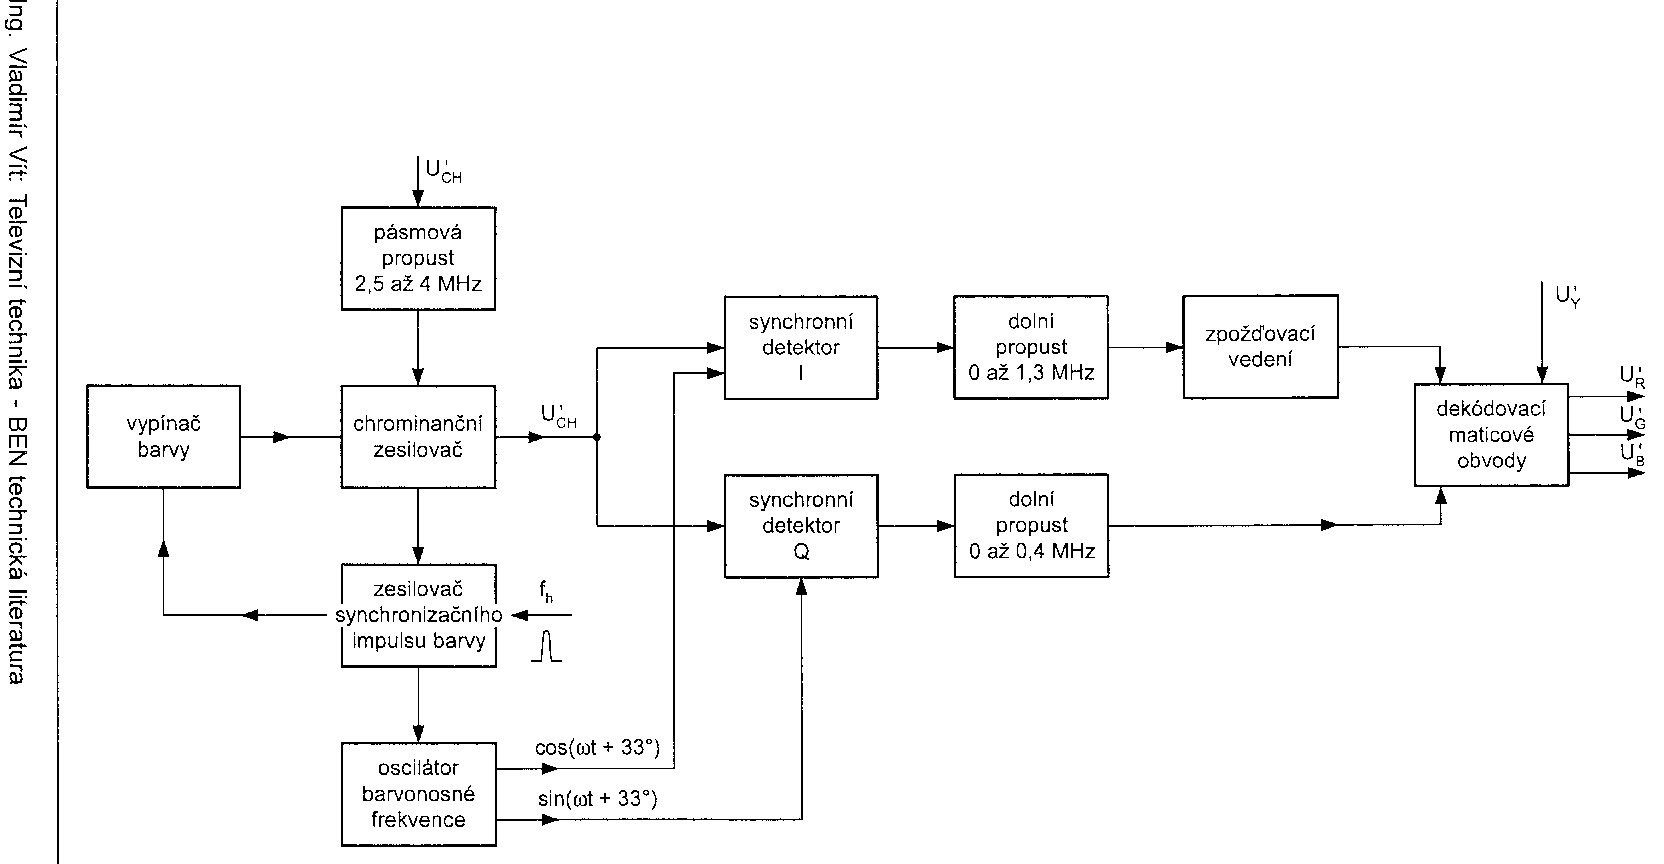 Ing. Vladimír Vít: Televizní technika - BEN technická literatura
U'CH
pásmová
propust
2,5 až 4 MHz
vypínač
barvy
chrominanční
zesilovač
U'CH
synchronní
detektor
I
dolní
propust
0 až 1,3 MHz
zpožďovací
vedení
U'Y
dekódovací
maticové
obvody
U'R
U'G
U'B
synchronní
detektor
Q
dolní
propust
0 až 0,4 MHz
zesilovač
synchronizačního
impulsu barvy
fh
oscilátor
barvonosné
frekvence
cos(ωt + 33°)
sin(ωt + 33°)